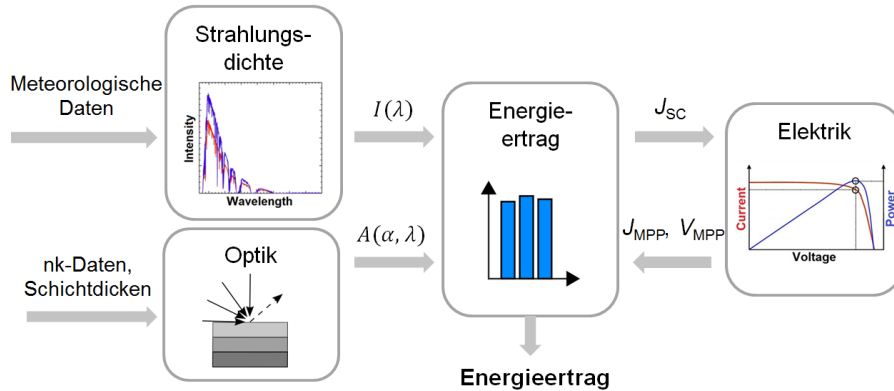 Meteorologische
Daten
Strahlungs-
dichte
Intensity
Wavelength
I(λ)
nk-Daten,
Schichtdicken
Optik
A(α, λ)
Energie-
ertrag
J_SC
J_MPP, V_MPP
Elektrik
Current
Power
Voltage
Energieertrag